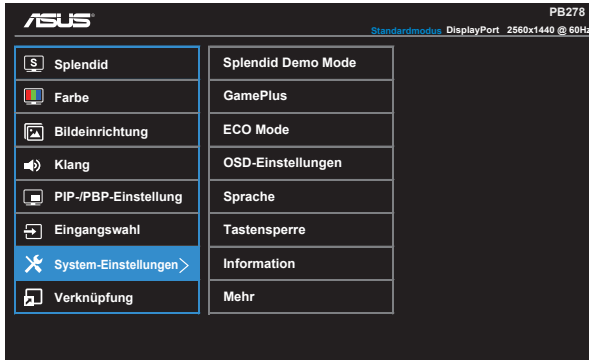 ASUS
PB278
Standardmodus DisplayPort 2560x1440 @ 60Hz
S Splendid
Farbe
Bildeinrichtung
Klang
PIP-/PBP-Einstellung
Eingangswahl
System-Einstellungen
Verknüpfung
Splendid Demo Mode
GamePlus
ECO Mode
OSD-Einstellungen
Sprache
Tastensperre
Information
Mehr